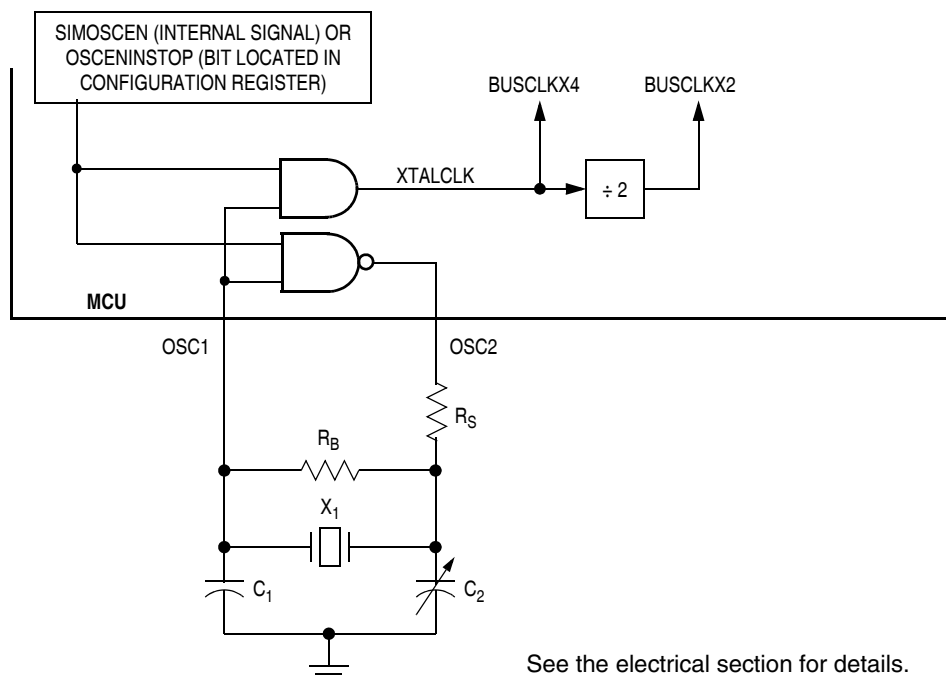 SIMOSCEN (INTERNAL SIGNAL) OR
OSCENINSTOP (BIT LOCATED IN
CONFIGURATION REGISTER)
BUSCLKX4
BUSCLKX2
XTALCLK
÷ 2
MCU
OSC1
OSC2
RS
RB
X1
C1
C2
See the electrical section for details.